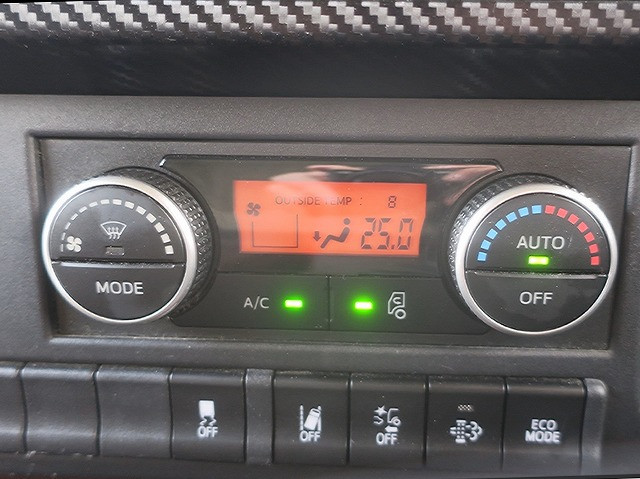 OUTSIDE TEMP : 8
25.0
MODE
A/C
AUTO
OFF
OFF
OFF
OFF
ECO
MODE